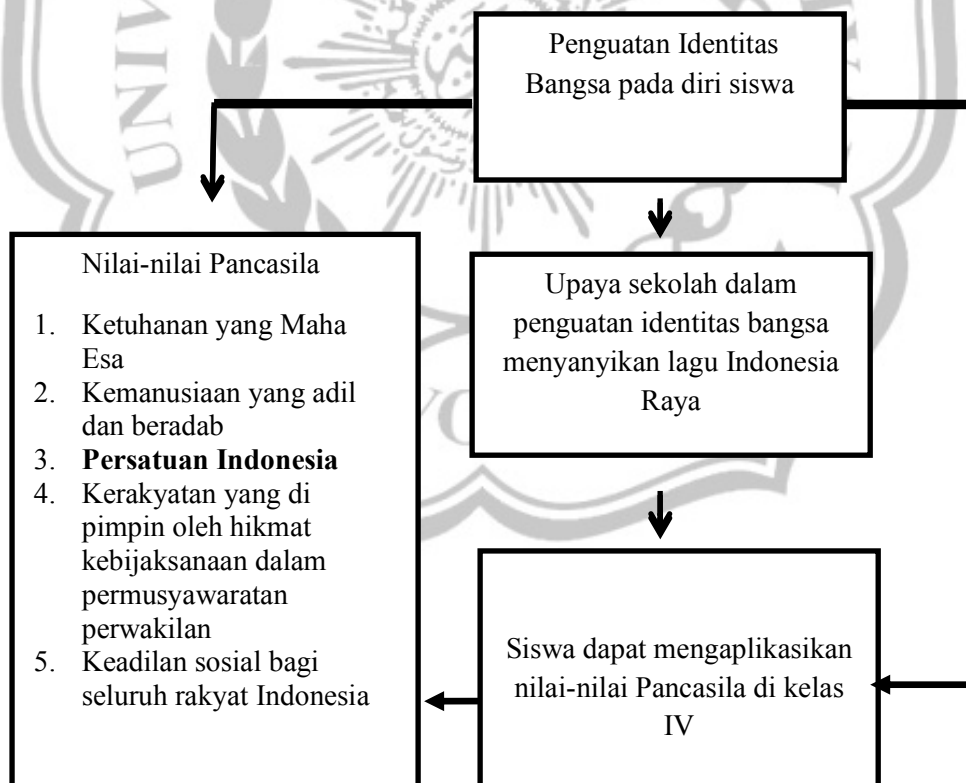 Penguatan Identitas
Bangsa pada diri siswa
Nilai-nilai Pancasila
1. Ketuhanan yang Maha
Esa
2. Kemanusiaan yang adil
dan beradab
3. Persatuan Indonesia
4. Kerakyatan yang di
pimpin oleh hikmat
kebijaksanaan dalam
permusyawaratan
perwakilan
5. Keadilan sosial bagi
seluruh rakyat Indonesia
Upaya sekolah dalam
penguatan identitas bangsa
menyanyikan lagu Indonesia
Raya
Siswa dapat mengaplikasikan
nilai-nilai Pancasila di kelas
IV
UNIV